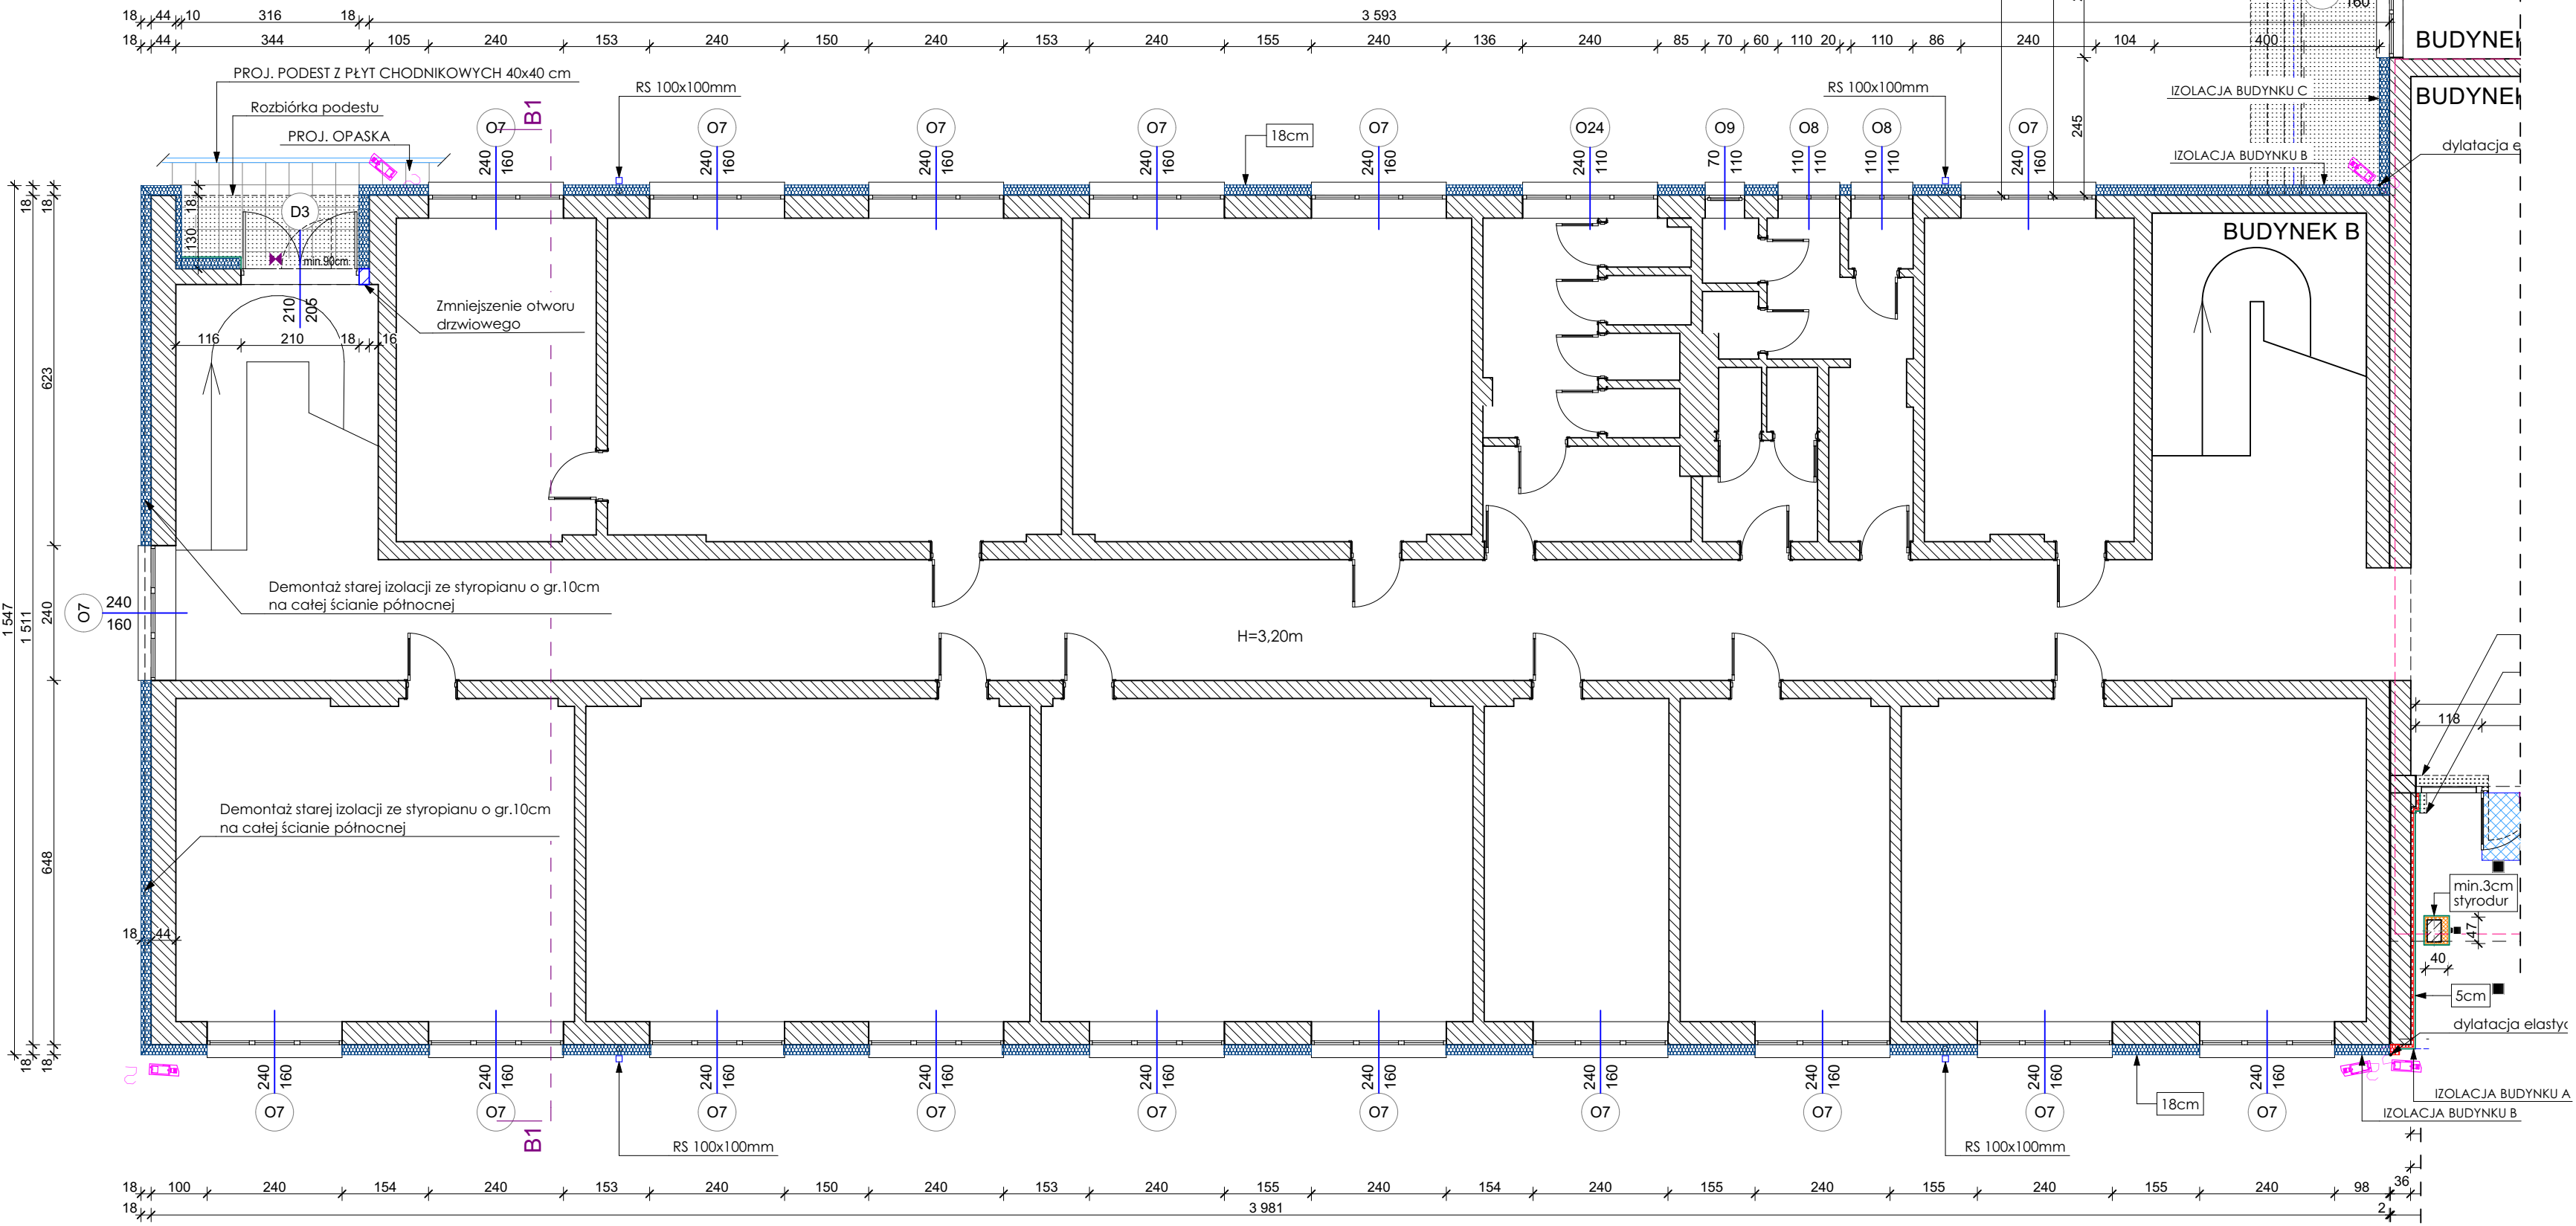 18 44 10 316 18 3 593
18 44 344 105 240 153 240 150 240 153 240 155 240 136 240 85 70 60 110 20 110 86 240 104 400
160
BUDYNEK
PROJ. PODEST Z PŁYT CHODNIKOWYCH 40x40 cm
Rozbiórka podestu
PROJ. OPASKA
B1
RS 100x100mm
RS 100x100mm
18cm
IZOLACJA BUDYNKU C
BUDYNEK
IZOLACJA BUDYNKU B
dylatacja e
245
O7 O7 O7 O7 O7 O24 O9 O8 O8 O7
240 160 240 160 240 160 240 160 240 160 240 110 70 110 110 110 110 110 240 160
D3
min.90cm
210 205
18 130
116 210 18 16
Zmniejszenie otworu
drzwiowego
BUDYNEK B
18 18 623 240 648 18 18
1 547
1 511
O7 240
160
Demontaż starej izolacji ze styropianu o gr.10cm
na całej ścianie północnej
H=3,20m
118
Demontaż starej izolacji ze styropianu o gr.10cm
na całej ścianie północnej
18 44
min.3cm
styrodur
47
40
5cm
dylatacja elastyc
240 160 240 160 240 160 240 160 240 160 240 160 240 160 240 160 240 160 240 160
O7 O7 O7 O7 O7 O7 O7 O7 O7 O7
18cm
IZOLACJA BUDYNKU A
IZOLACJA BUDYNKU B
B1
RS 100x100mm
RS 100x100mm
18 100 240 154 240 153 240 150 240 153 240 155 240 154 240 155 240 155 240 155 240 98 36
18 3 981 2